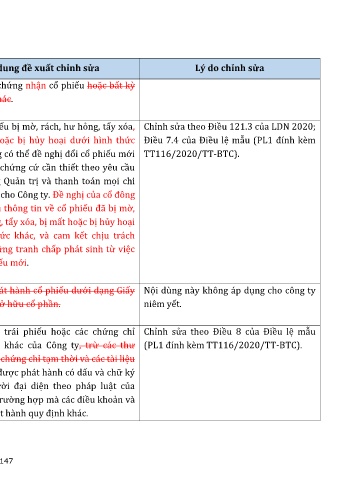 dung đề xuất chỉnh sửa
Lý do chỉnh sửa
chứng nhận cổ phiếu hoặc bất kỳ
ác.
ếu bị mờ, rách, hư hỏng, tẩy xóa,
oặc bị hủy hoại dưới hình thức
g có thể đề nghị đổi cổ phiếu mới
chứng cứ cần thiết theo yêu cầu
g Quản trị và thanh toán mọi chi
cho Công ty. Đề nghị của cổ đông
thông tin về cổ phiếu đã bị mờ,
, tẩy xóa, bị mất hoặc bị hủy hoại
ức khác, và cam kết chịu trách
ững tranh chấp phát sinh từ việc
ếu mới.
Chỉnh sửa theo Điều 121.3 của LDN 2020;
Điều 7.4 của Điều lệ mẫu (PL1 đính kèm
TT116/2020/TT-BTC).
át hành cổ phiếu dưới dạng Giấy
ở hữu cổ phần.
Nội dùng này không áp dụng cho công ty
niêm yết.
trái phiếu hoặc các chứng chỉ
khác của Công ty, trừ các thư
chứng chỉ tạm thời và các tài liệu
được phát hành có dấu và chữ ký
ời đại diện theo pháp luật của
trường hợp mà các điều khoản và
t hành quy định khác.
Chỉnh sửa theo Điều 8 của Điều lệ mẫu
(PL1 đính kèm TT116/2020/TT-BTC).
147